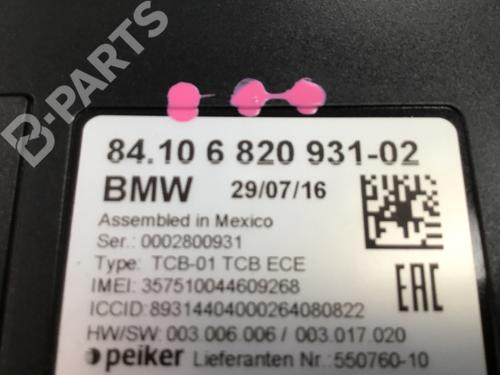 B-PARTS
84.10 6 820 931-02
BMW 29/07/16
Assembled in Mexico
Ser.: 0002800931
Type: TCB-01 TCB ECE
IMEI: 357510044609268
ICCID:89314404000264080822
HW/SW: 003.006.006 / 003.017.020
peiker Lieferanten Nr.: 550760-10
EAC